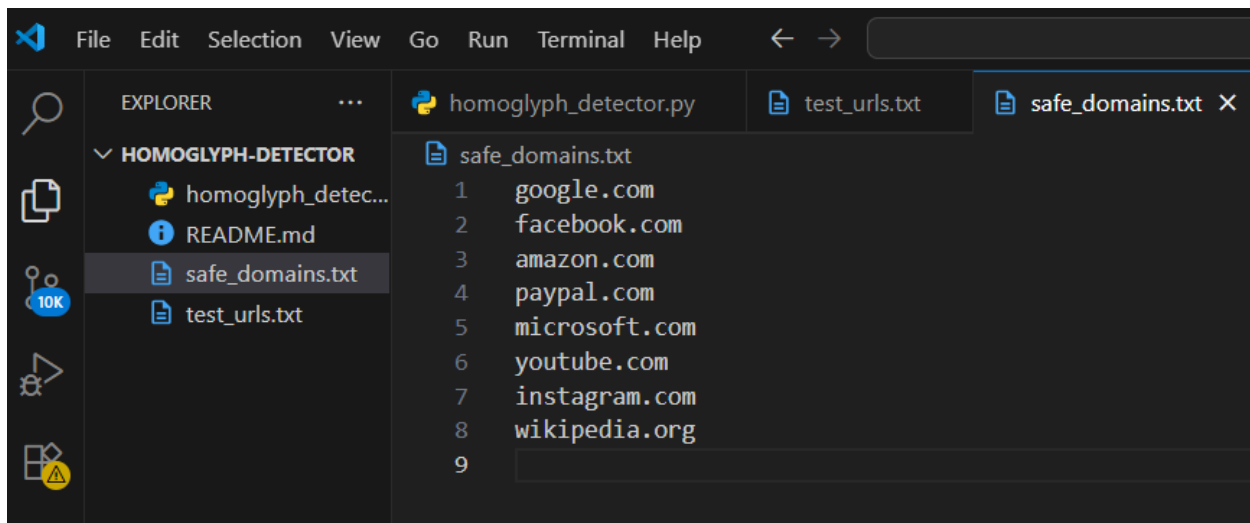 File Edit Selection View Go Run Terminal Help
EXPLORER ...
homoglyph_detector.py
test_urls.txt
safe_domains.txt
HOMOGLYPH-DETECTOR
homoglyph_detec...
README.md
safe_domains.txt
test_urls.txt
10K
safe_domains.txt
1 google.com
2 facebook.com
3 amazon.com
4 paypal.com
5 microsoft.com
6 youtube.com
7 instagram.com
8 wikipedia.org
9